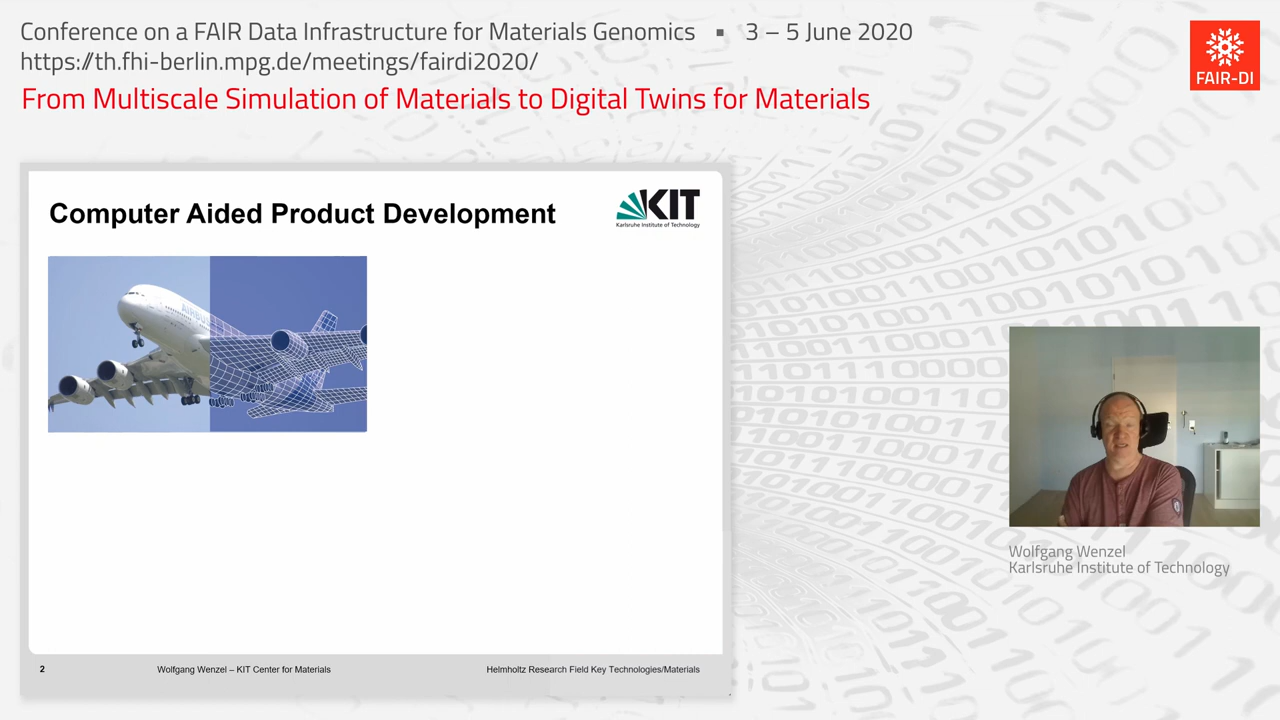 Conference on a FAIR Data Infrastructure for Materials Genomics ▪ 3 – 5 June 2020
https://th.fhi-berlin.mpg.de/meetings/fairdi2020/
From Multiscale Simulation of Materials to Digital Twins for Materials
FAIR-DI
Computer Aided Product Development
KIT
Karlsruhe Institute of Technology
AIRBUS
Wolfgang Wenzel
Karlsruhe Institute of Technology
2 Wolfgang Wenzel – KIT Center for Materials Helmholtz Research Field Key Technologies/Materials